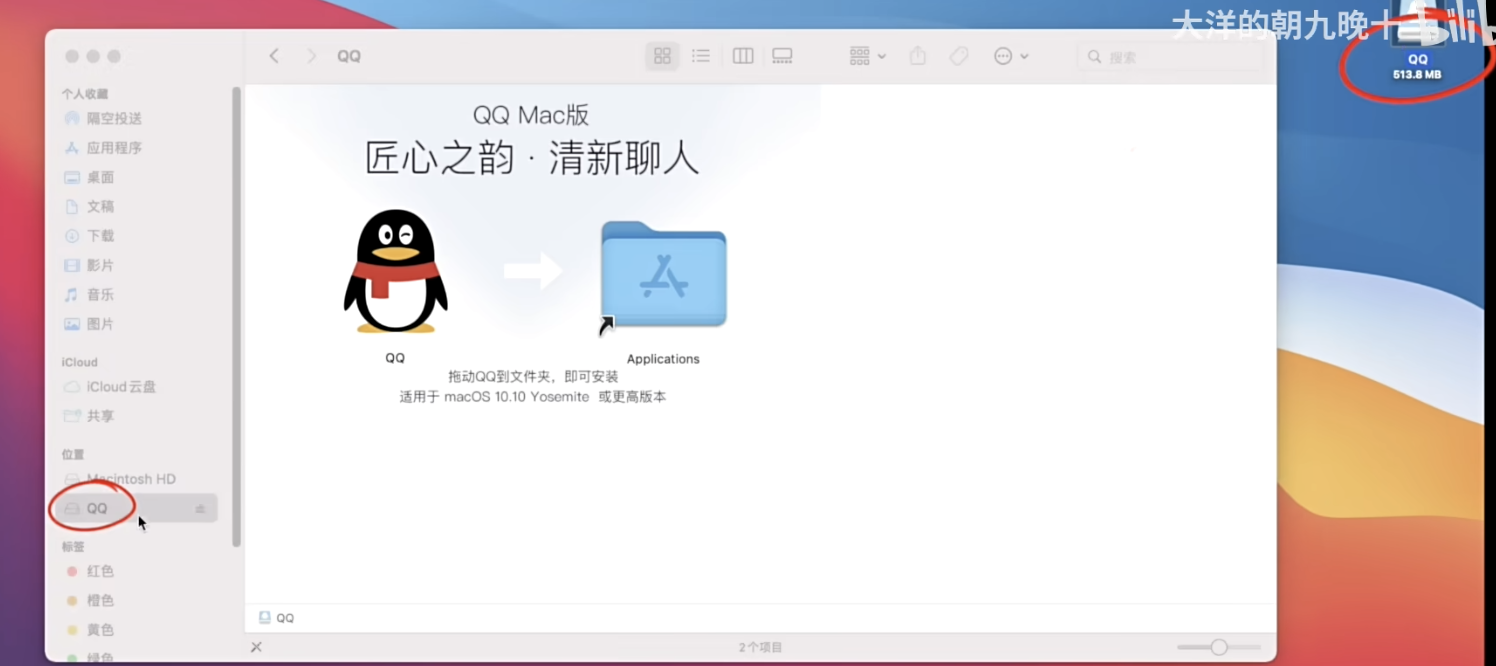 大洋的朝九晚十
QQ
搜索
QQ
513.8 MB
个人收藏
隔空投送
应用程序
桌面
文稿
下载
影片
音乐
图片
iCloud
iCloud云盘
共享
位置
Macintosh HD
QQ
标签
红色
橙色
黄色
绿色
QQ Mac版
匠心之韵 · 清新聊人
QQ
Applications
拖动QQ到文件夹，即可安装
适用于 macOS 10.10 Yosemite 或更高版本
QQ
2个项目